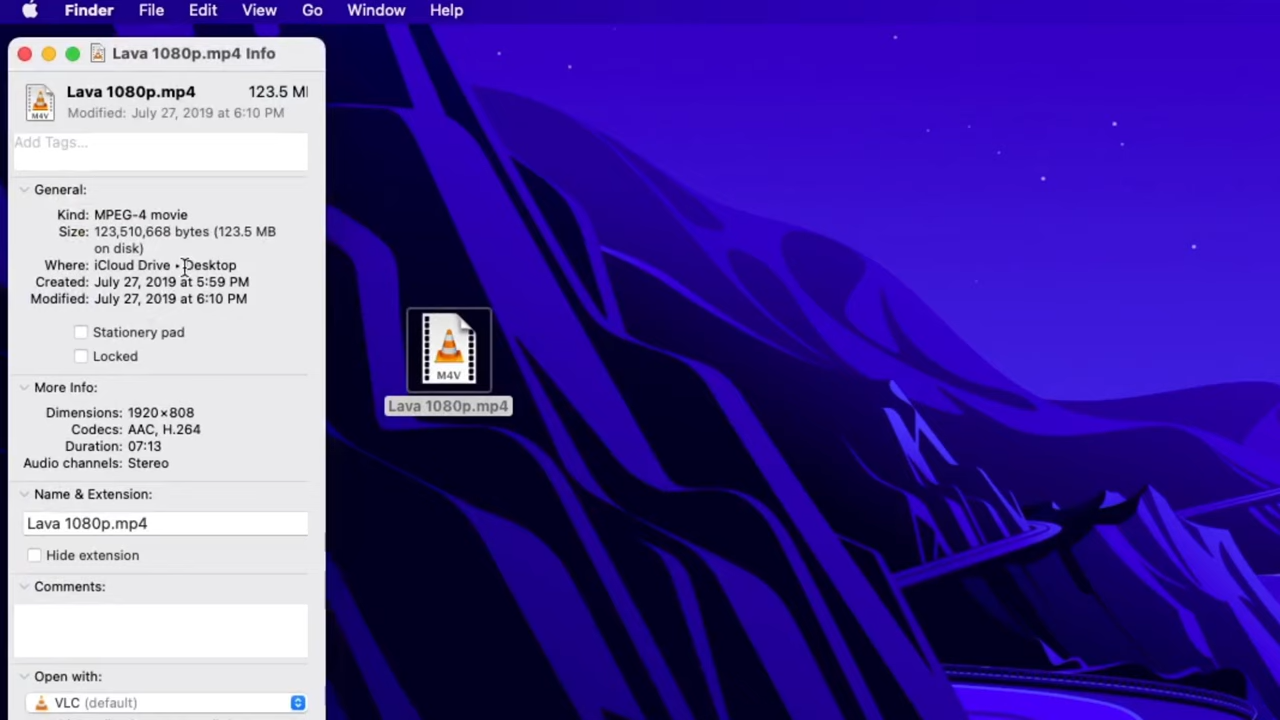 Finder File Edit View Go Window Help
Lava 1080p.mp4 Info
Lava 1080p.mp4 123.5 M
Modified: July 27, 2019 at 6:10 PM
Add Tags...
General:
Kind: MPEG-4 movie
Size: 123,510,668 bytes (123.5 MB
on disk)
Where: iCloud Drive • Desktop
Created: July 27, 2019 at 5:59 PM
Modified: July 27, 2019 at 6:10 PM
Stationery pad
Locked
More Info:
Dimensions: 1920×808
Codecs: AAC, H.264
Duration: 07:13
Audio channels: Stereo
Name & Extension:
Lava 1080p.mp4
Hide extension
Comments:
Open with:
VLC (default)
M4V
M4V
Lava 1080p.mp4